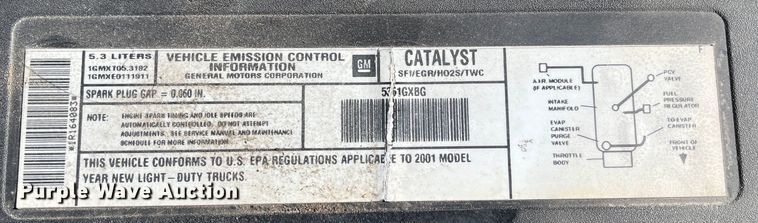 5.3 LITERS
1GMXT05.3182
1GMXE0111911
VEHICLE EMISSION CONTROL
INFORMATION
GENERAL MOTORS CORPORATION
GM
CATALYST
SFI/EGR/HO2S/TWC
SPARK PLUG GAP = 0.060 IN.
NOTE: ENGINE SPARK TIMING AND IDLE SPEEDS ARE
AUTOMATICALLY CONTROLLED. DO NOT ATTEMPT
ADJUSTMENTS. SEE SERVICE MANUAL AND MAINTENANCE
SCHEDULE FOR MORE INFORMATION.
THIS VEHICLE CONFORMS TO U.S. EPA REGULATIONS APPLICABLE TO 2001 MODEL
YEAR NEW LIGHT-DUTY TRUCKS.
*1R164083*
A.I.R. MODULE
(IF APPLICABLE)
INTAKE
MANIFOLD
EVAP
CANISTER
PURGE
VALVE
THROTTLE
BODY
PCV
VALVE
FUEL
PRESSURE
REGULATOR
TO EVAP
CANISTER
FRONT OF
VEHICLE
F
Purple Wave Auction